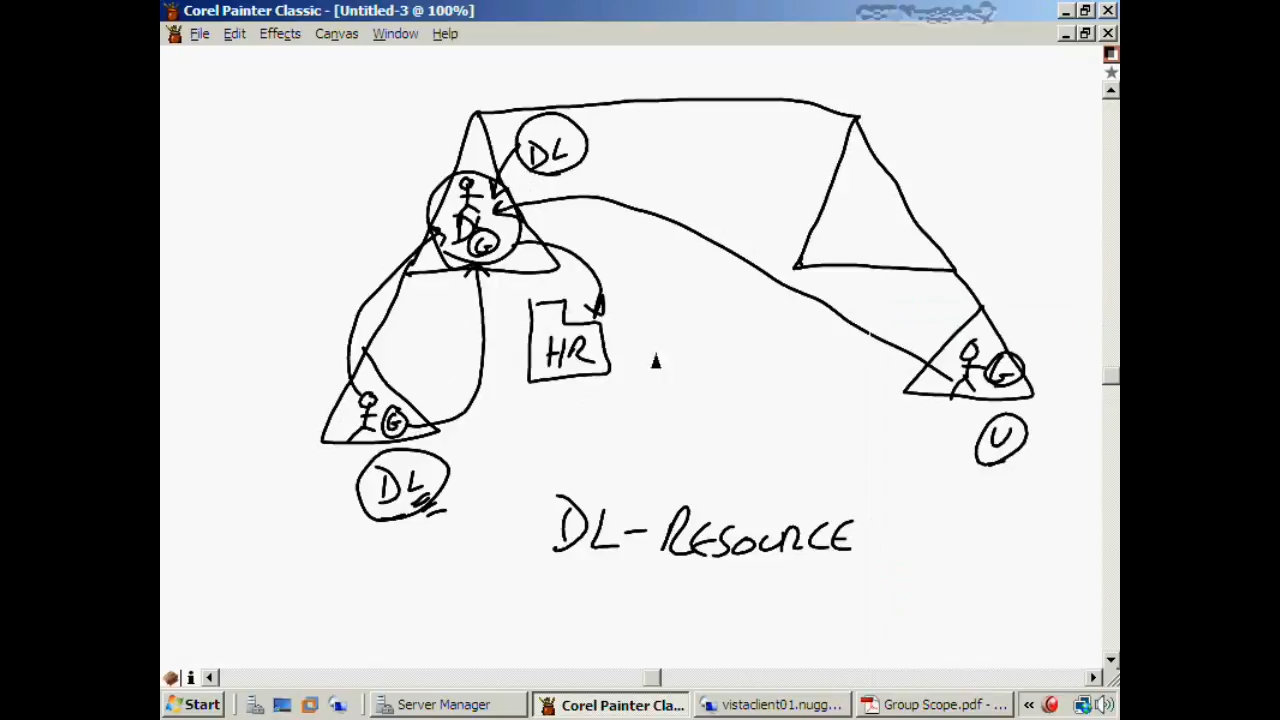 Corel Painter Classic - [Untitled-3 @ 100%]
File Edit Effects Canvas Window Help
DL
DL
G
HR
G
G
DL
U
DL-RESOURCE
Start Server Manager Corel Painter Cla... vistaclient01.nugg... Group Scope.pdf - ... «